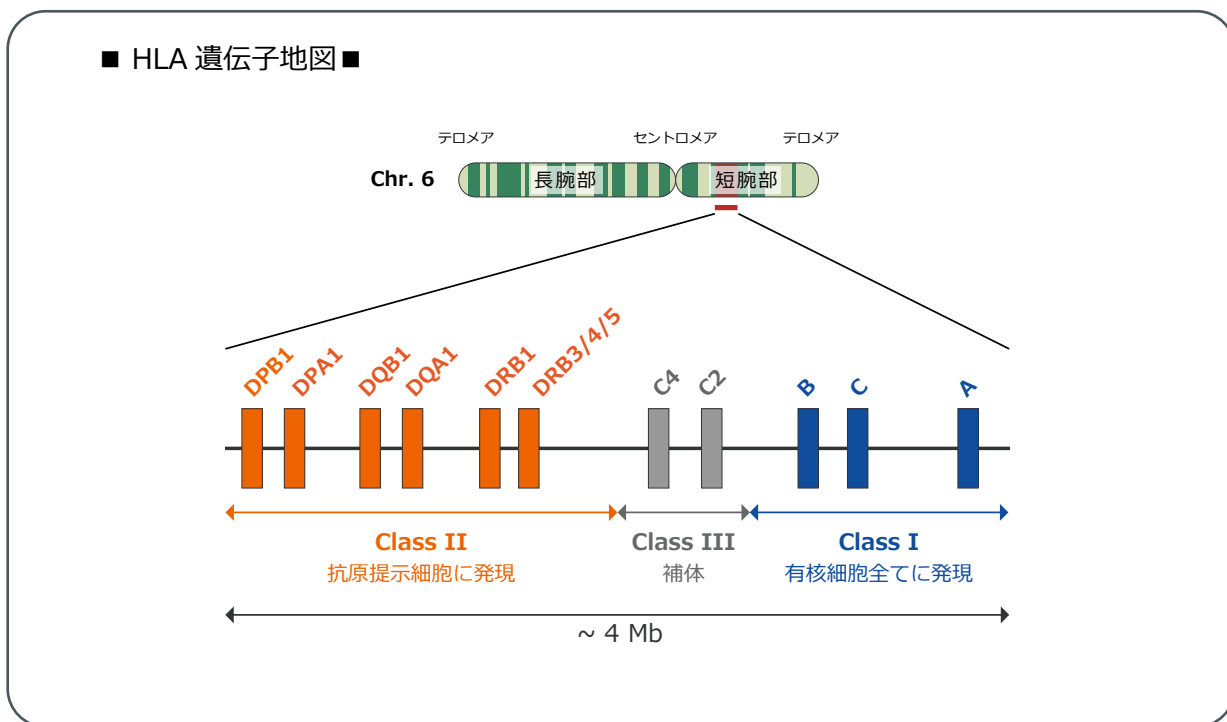 ■ HLA 遺伝子地図■
テロメア セントロメア テロメア
Chr. 6 長腕部 短腕部
DPB1 DPA1 DQB1 DQA1 DRB1 DRB3/4/5 C4 C2 B C A
Class II Class III Class I
抗原提示細胞に発現 補体 有核細胞全てに発現
~ 4 Mb